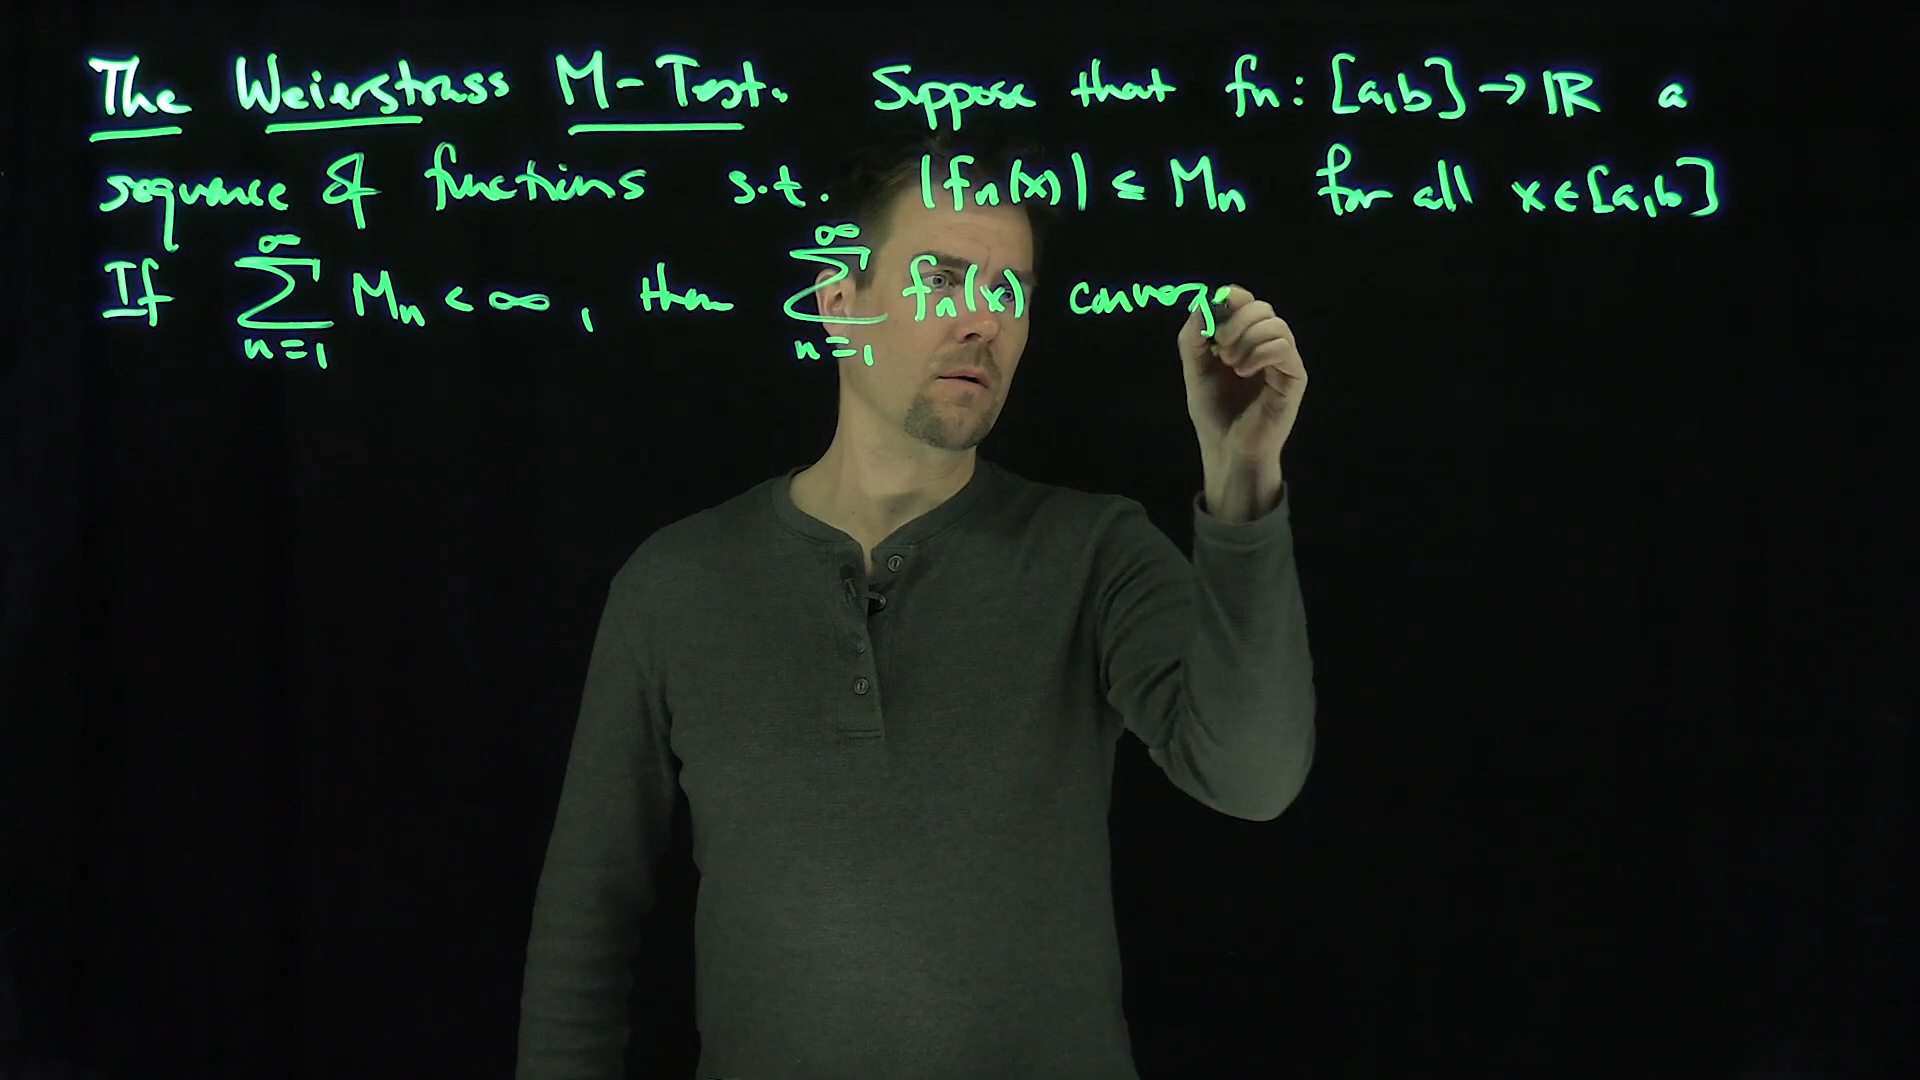 The Weierstrass M-Test. Suppose that fn: [a,b] → ℝ a
sequence of functions s.t. |fn(x)| ≤ Mn for all x∈[a,b]
If ∑_{n=1}^{∞} Mn < ∞, then ∑_{n=1}^{∞} fn(x) converg